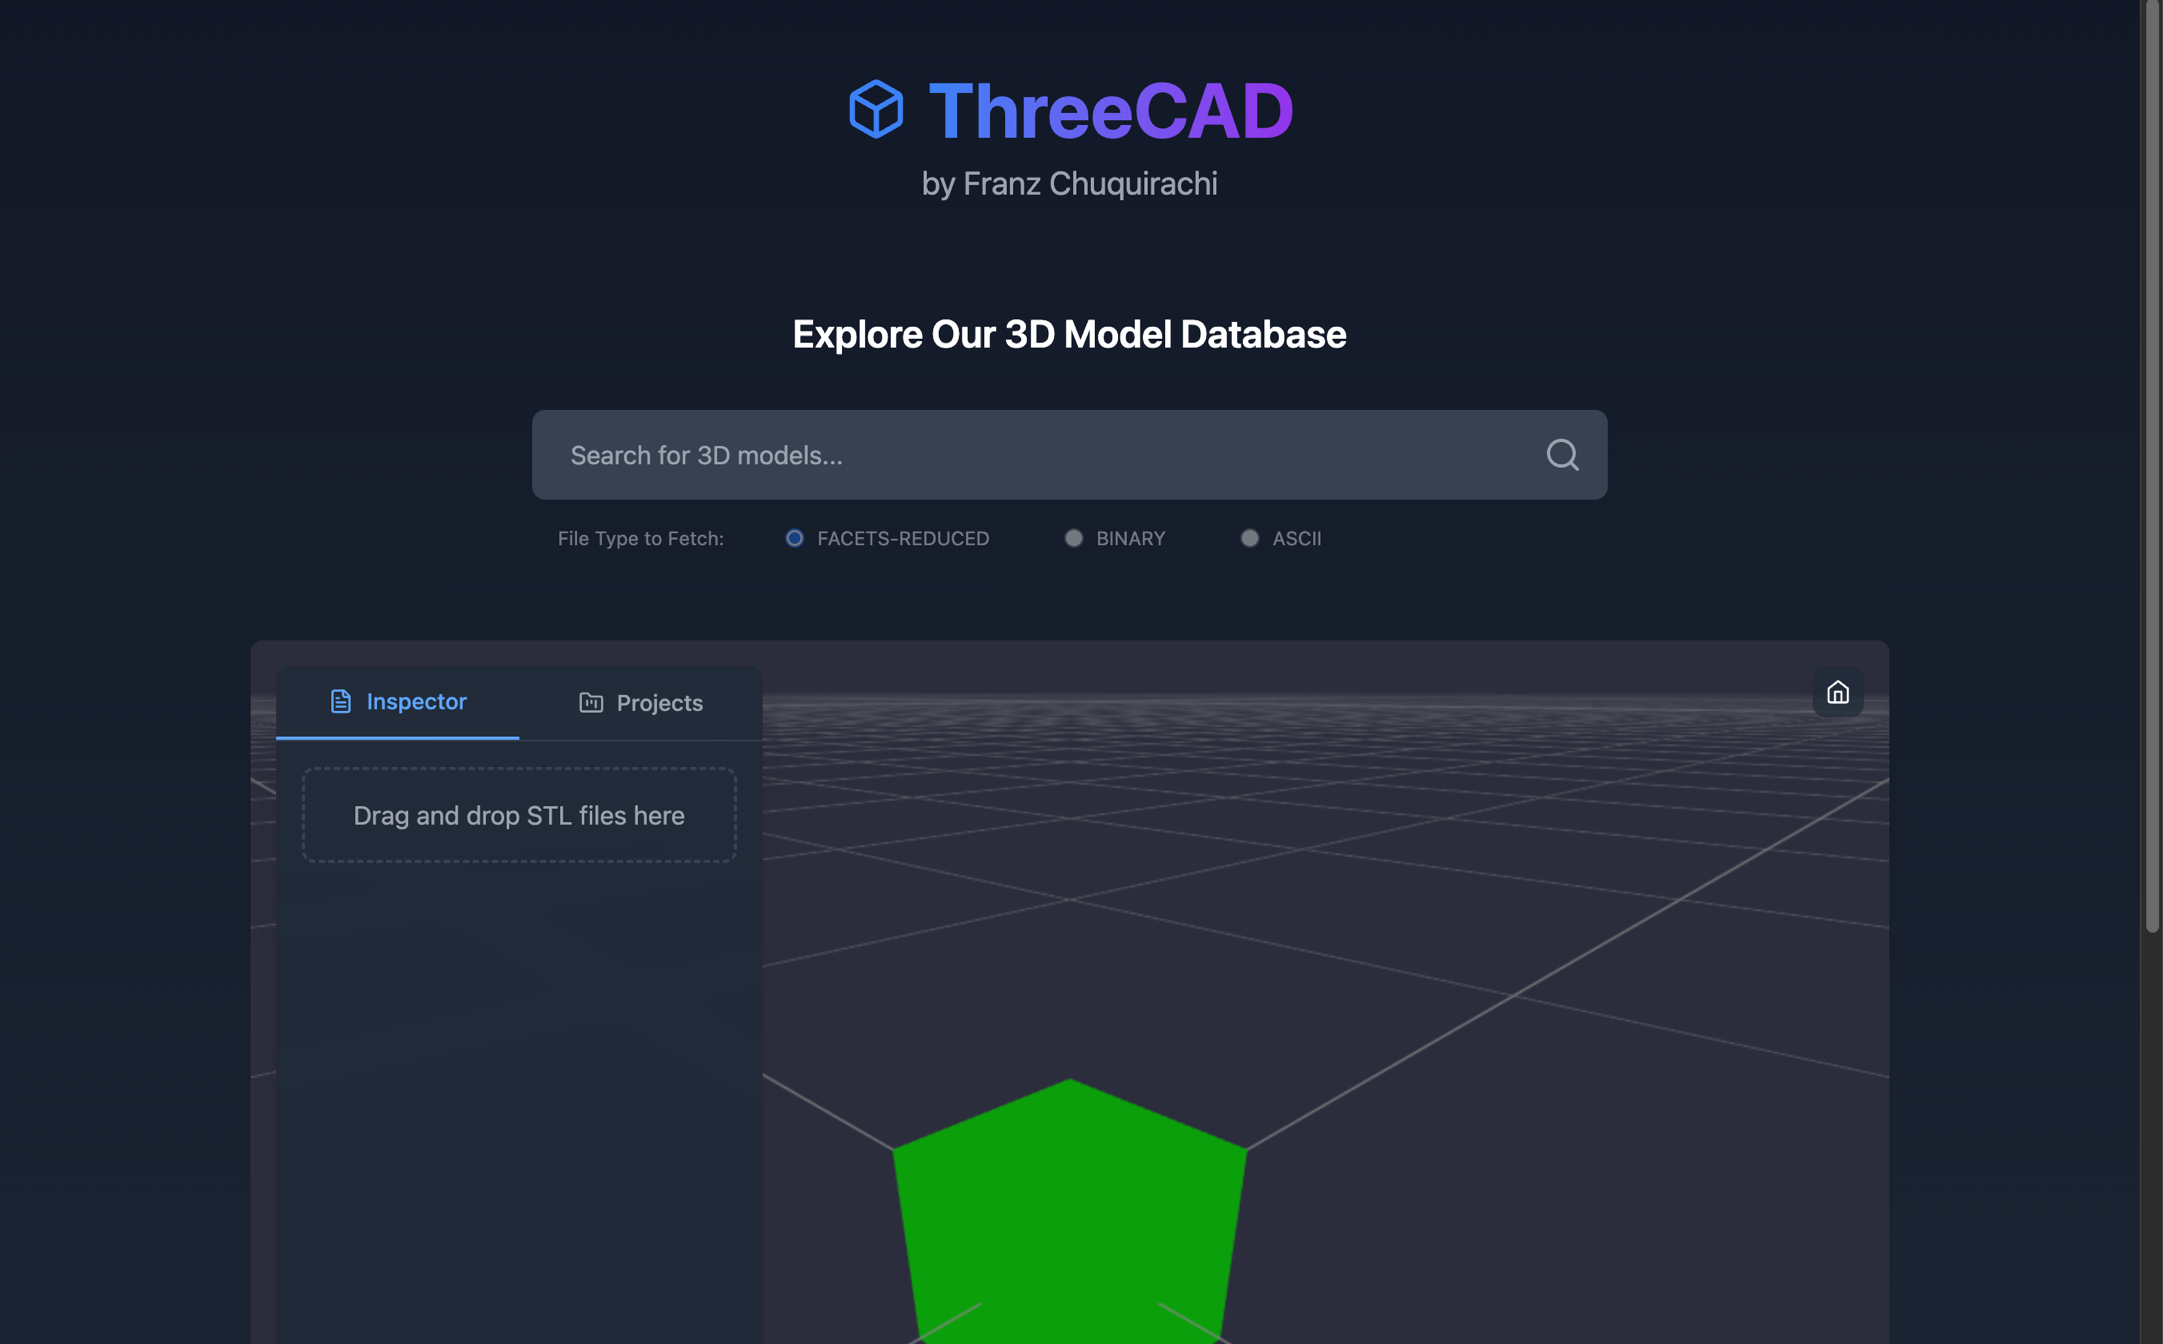 ThreeCAD
by Franz Chuquirachi
Explore Our 3D Model Database
Search for 3D models...
File Type to Fetch: FACETS-REDUCED BINARY ASCII
Inspector Projects
Drag and drop STL files here